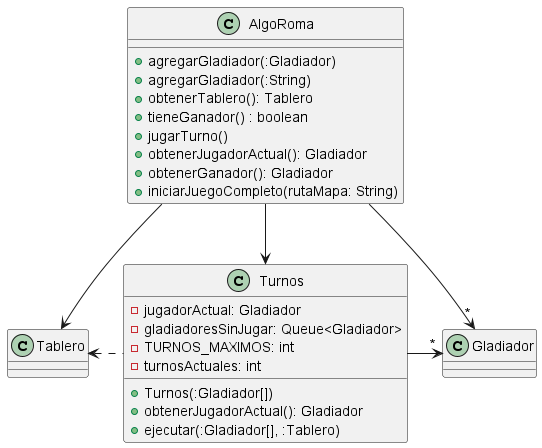 C AlgoRoma
agregarGladiador(:Gladiador)
agregarGladiador(:String)
obtenerTablero(): Tablero
tieneGanador() : boolean
jugarTurno()
obtenerJugadorActual(): Gladiador
obtenerGanador(): Gladiador
iniciarJuegoCompleto(rutaMapa: String)
C Turnos
jugadorActual: Gladiador
gladiadoresSinJugar: Queue<Gladiador>
TURNOS_MAXIMOS: int
turnosActuales: int
Turnos(:Gladiador[])
obtenerJugadorActual(): Gladiador
ejecutar(:Gladiador[], :Tablero)
C Tablero
*
*
C Gladiador